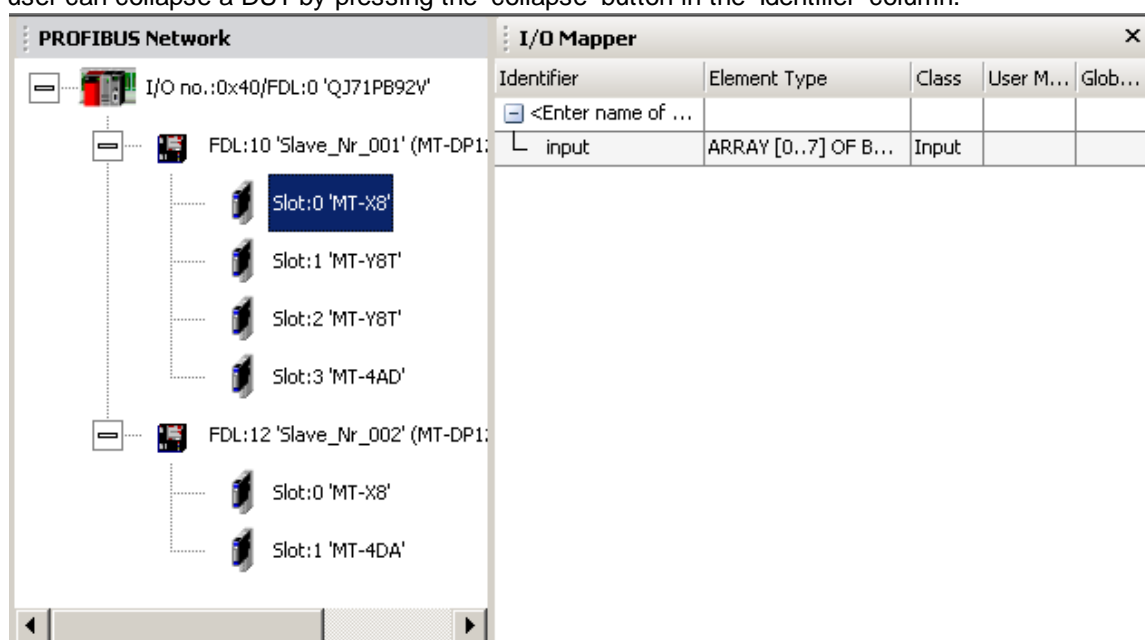 user can collapse a DUT by pressing the 'collapse' button in the 'Identifier' column.
PROFIBUS Network
I/O no.:0x40/FDL:0 'QJ71PB92V'
FDL:10 'Slave_Nr_001' (MT-DP1
Slot:0 'MT-X8'
Slot:1 'MT-Y8T'
Slot:2 'MT-Y8T'
Slot:3 'MT-4AD'
FDL:12 'Slave_Nr_002' (MT-DP1
Slot:0 'MT-X8'
Slot:1 'MT-4DA'
I/O Mapper
Identifier Element Type Class User M... Glob...
<Enter name of ...
input ARRAY [0..7] OF B... Input